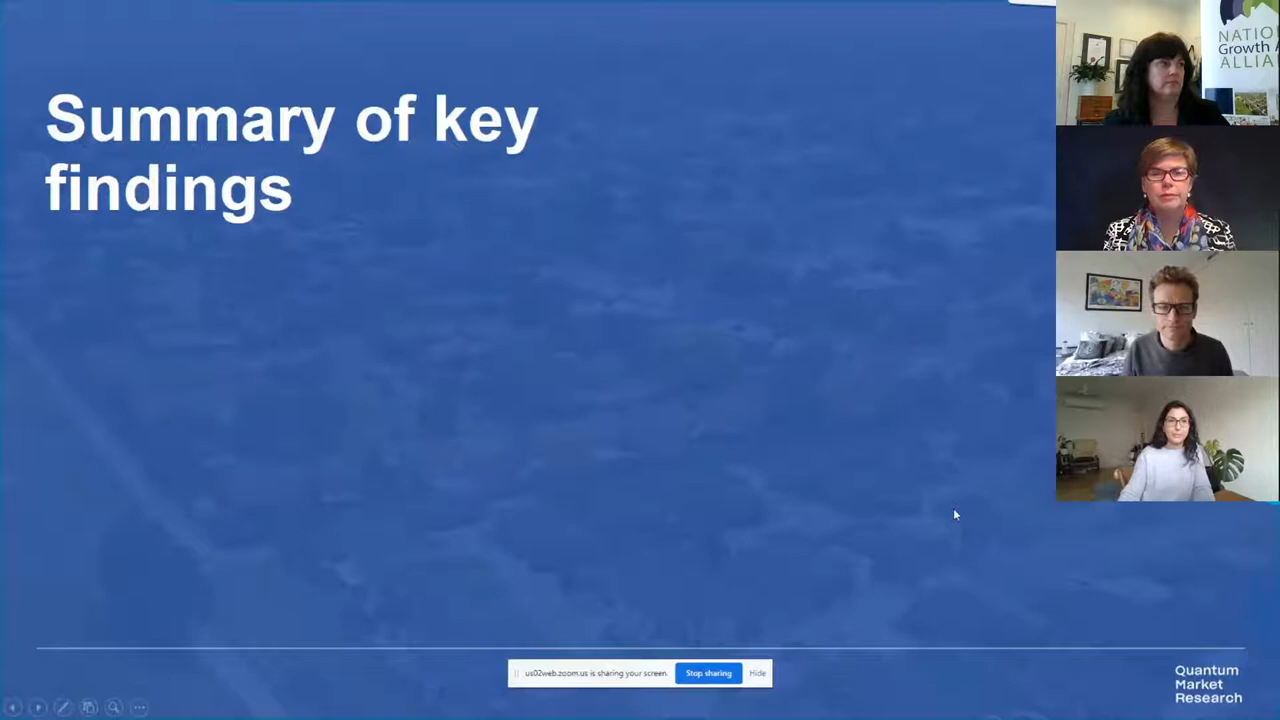 Summary of key
findings
NATIO
Growth A
ALLIA
us02web.zoom.us is sharing your screen.
Stop sharing
Hide
Quantum
Market
Research